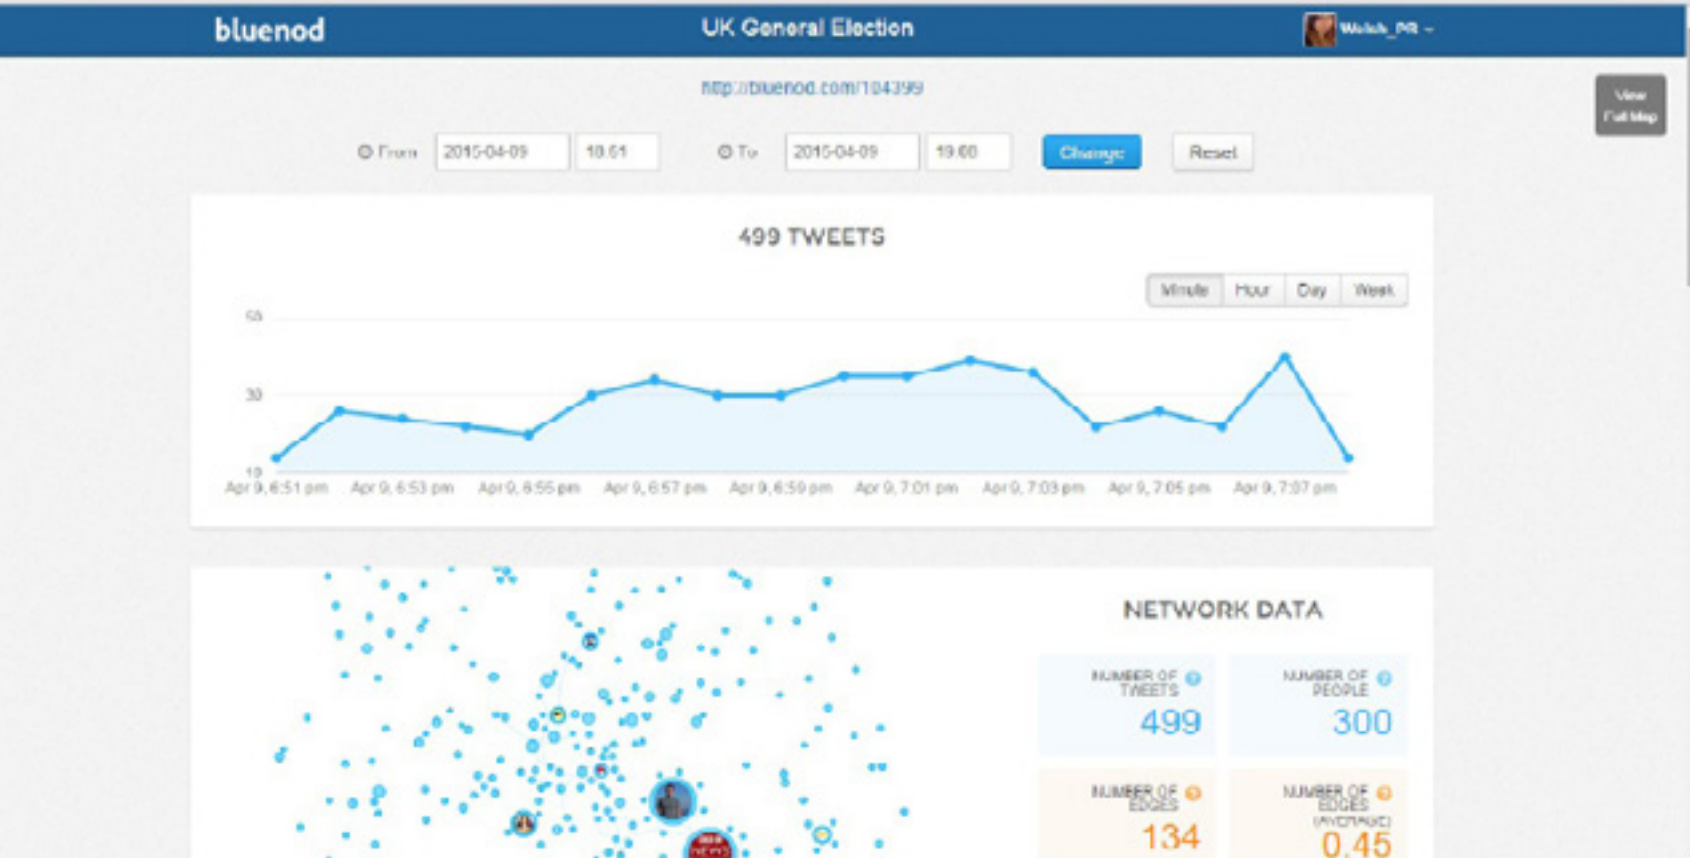 bluenod
UK General Election
Welsh_PR
http://bluenod.com/104399
View
Full Map
From 2015-04-09 18:51 To 2015-04-09 Change Reset
499 TWEETS
Minute Hour Day Week
50
30
10
Apr 9, 6:51 pm Apr 9, 6:53 pm Apr 9, 6:55 pm Apr 9, 6:57 pm Apr 9, 6:59 pm Apr 9, 7:01 pm Apr 9, 7:03 pm Apr 9, 7:05 pm Apr 9, 7:07 pm
NETWORK DATA
NUMBER OF
TWEETS
499
NUMBER OF
PEOPLE
300
NUMBER OF
EDGES
134
NUMBER OF
EDGES
(AVERAGE)
0.45
NEWS